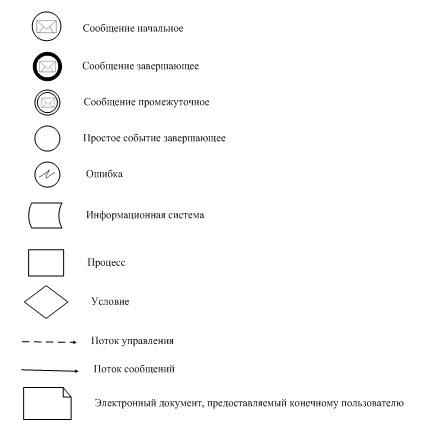 Сообщение начальное
Сообщение завершающее
Сообщение промежуточное
Простое событие завершающее
Ошибка
Информационная система
Процесс
Условие
Поток управления
Поток сообщений
Электронный документ, предоставляемый конечному пользователю